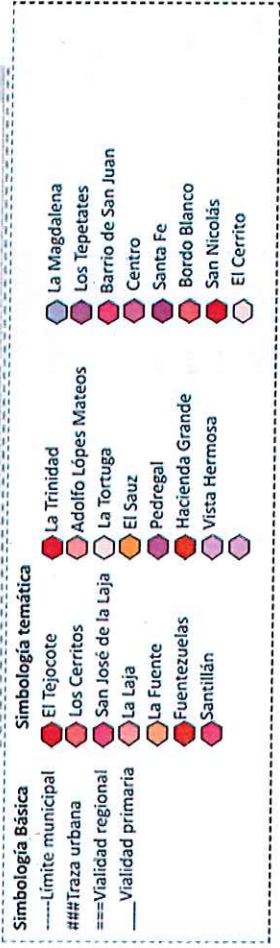 Simbología Básica
-----Límite municipal
###Traza urbana
===Vialidad regional
___Vialidad primaria
Simbología temática
El Tejocote
Los Cerritos
San José de la Laja
La Laja
La Fuente
Fuentezuelas
Santillán
La Trinidad
Adolfo Lópes Mateos
La Tortuga
El Sauz
Pedregal
Hacienda Grande
Vista Hermosa
La Magdalena
Los Tepetates
Barrio de San Juan
Centro
Santa Fe
Bordo Blanco
San Nicolás
El Cerrito